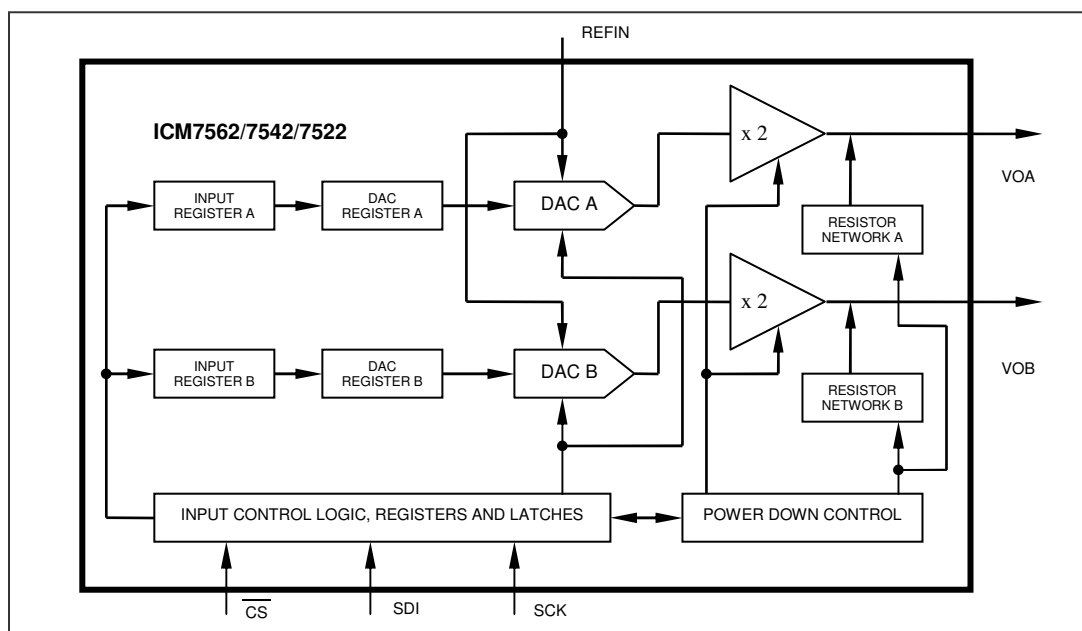 REFIN
ICM7562/7542/7522
x 2
VOA
INPUT
REGISTER A
DAC
REGISTER A
DAC A
RESISTOR
NETWORK A
x 2
VOB
INPUT
REGISTER B
DAC
REGISTER B
DAC B
RESISTOR
NETWORK B
INPUT CONTROL LOGIC, REGISTERS AND LATCHES
POWER DOWN CONTROL
CS
SDI
SCK